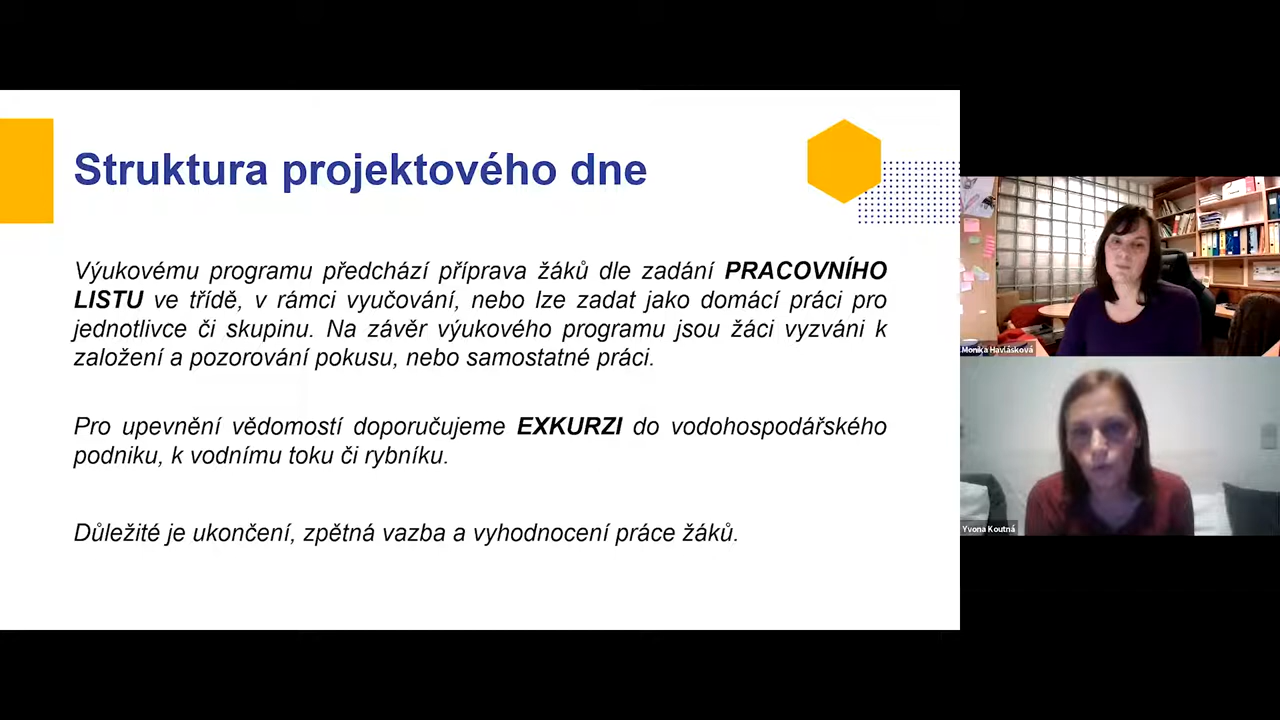 Struktura projektového dne
Výukovému programu předchází příprava žáků dle zadání PRACOVNÍHO
LISTU ve třídě, v rámci vyučování, nebo lze zadat jako domácí práci pro
jednotlivce či skupinu. Na závěr výukového programu jsou žáci vyzváni k
založení a pozorování pokusu, nebo samostatné práci.
Pro upevnění vědomostí doporučujeme EXKURZI do vodohospodářského
podniku, k vodnímu toku či rybníku.
Důležité je ukončení, zpětná vazba a vyhodnocení práce žáků.
Monika Havlásková
Yvona Koutná